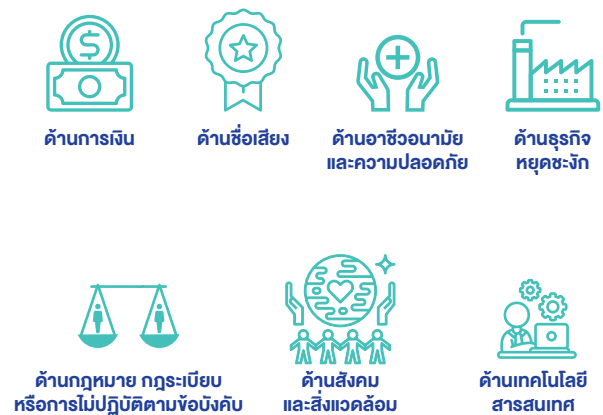 $
ด้านการเงิน
ด้านชื่อเสียง
ด้านอาชีวอนามัย
และความปลอดภัย
ด้านธุรกิจ
หยุดชะงัก
ด้านกฎหมาย กฎระเบียบ
หรือการไม่ปฏิบัติตามข้อบังคับ
ด้านสังคม
และสิ่งแวดล้อม
ด้านเทคโนโลยี
สารสนเทศ